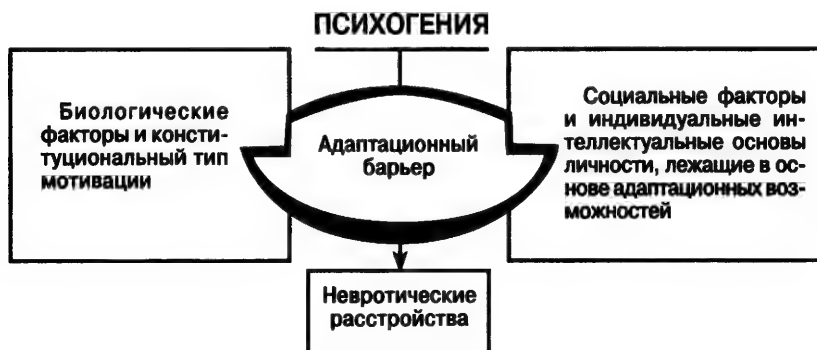 ПСИХОГЕНИЯ
Биологические
факторы и консти-
туциональный тип
мотивации
Адаптационный
барьер
Социальные факторы
и индивидуальные ин-
теллектуальные основы
личности, лежащие в ос-
нове адаптационных воз-
можностей
Невротические
расстройства